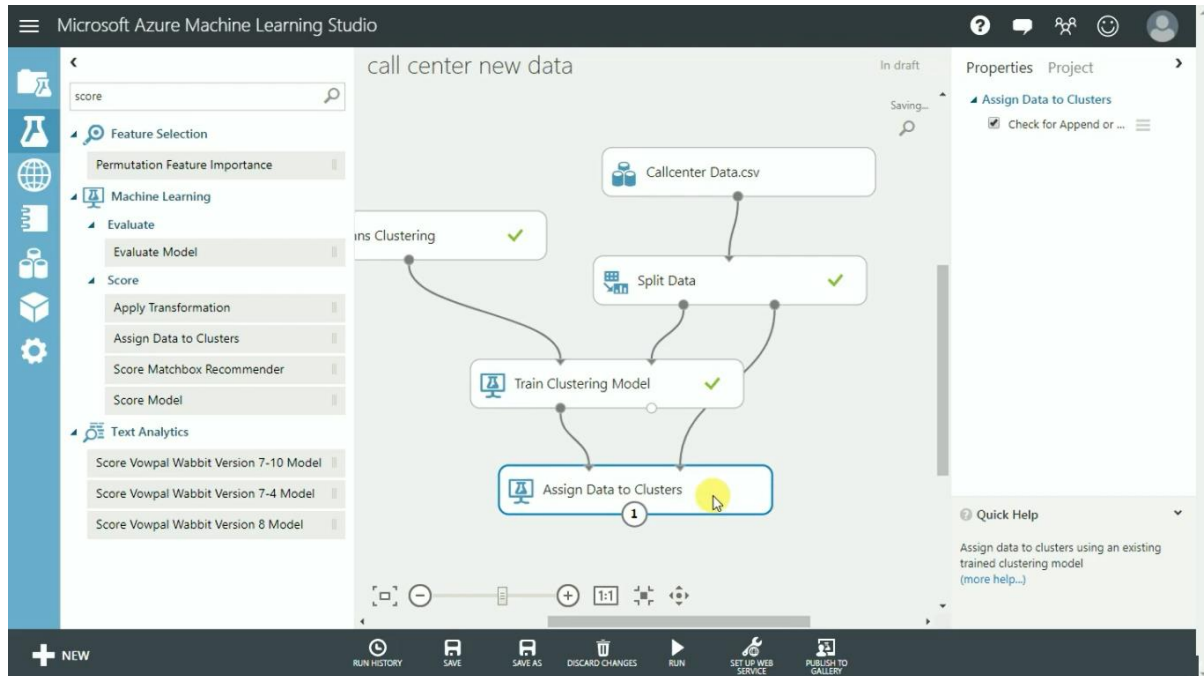 Microsoft Azure Machine Learning Studio
score
Feature Selection
Permutation Feature Importance
Machine Learning
Evaluate
Evaluate Model
Score
Apply Transformation
Assign Data to Clusters
Score Matchbox Recommender
Score Model
Text Analytics
Score Vowpal Wabbit Version 7-10 Model
Score Vowpal Wabbit Version 7-4 Model
Score Vowpal Wabbit Version 8 Model
call center new data
In draft
Saving...
Callcenter Data.csv
ans Clustering
Split Data
Train Clustering Model
Assign Data to Clusters
1
1:1
Properties Project
Assign Data to Clusters
Check for Append or ...
Quick Help
Assign data to clusters using an existing
trained clustering model
(more help...)
NEW
RUN HISTORY
SAVE
SAVE AS
DISCARD CHANGES
RUN
SET UP WEB
SERVICE
PUBLISH TO
GALLERY